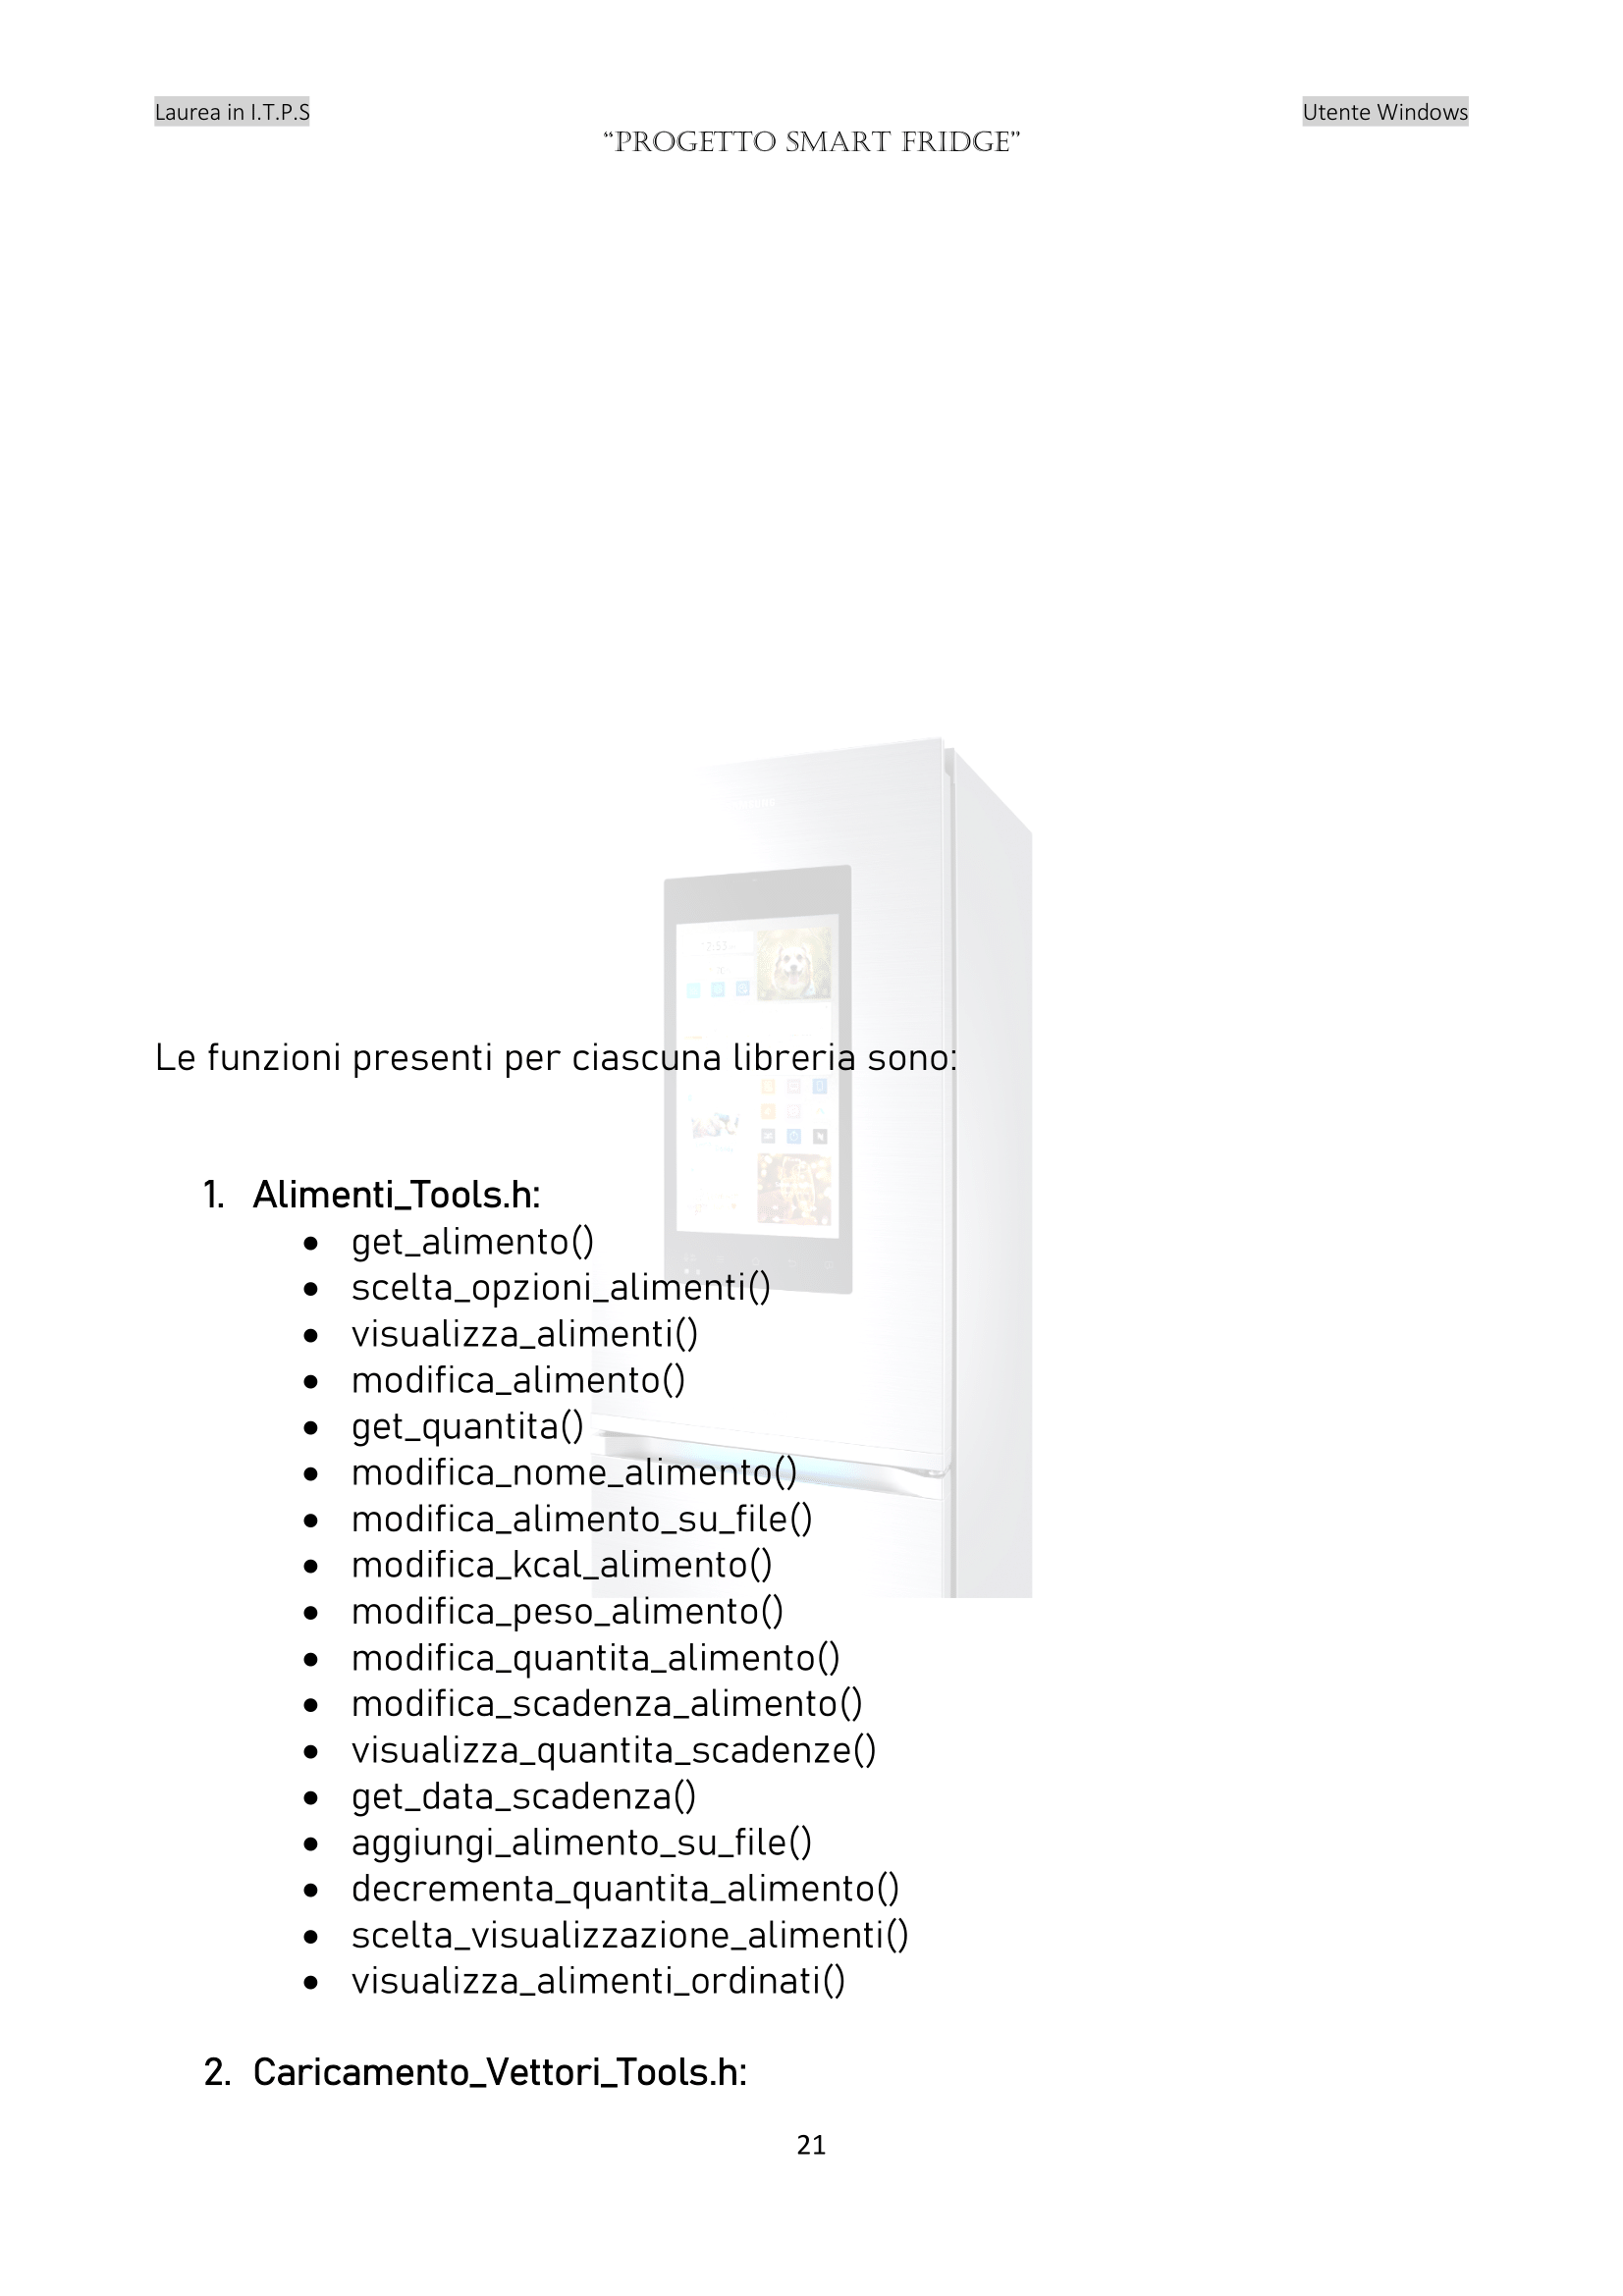 Laurea in I.T.P.S
Utente Windows
“PROGETTO SMART FRIDGE”
Le funzioni presenti per ciascuna libreria sono:
1. Alimenti_Tools.h:
• get_alimento()
• scelta_opzioni_alimenti()
• visualizza_alimenti()
• modifica_alimento()
• get_quantita()
• modifica_nome_alimento()
• modifica_alimento_su_file()
• modifica_kcal_alimento()
• modifica_peso_alimento()
• modifica_quantita_alimento()
• modifica_scadenza_alimento()
• visualizza_quantita_scadenze()
• get_data_scadenza()
• aggiungi_alimento_su_file()
• decrementa_quantita_alimento()
• scelta_visualizzazione_alimenti()
• visualizza_alimenti_ordinati()
2. Caricamento_Vettori_Tools.h:
21